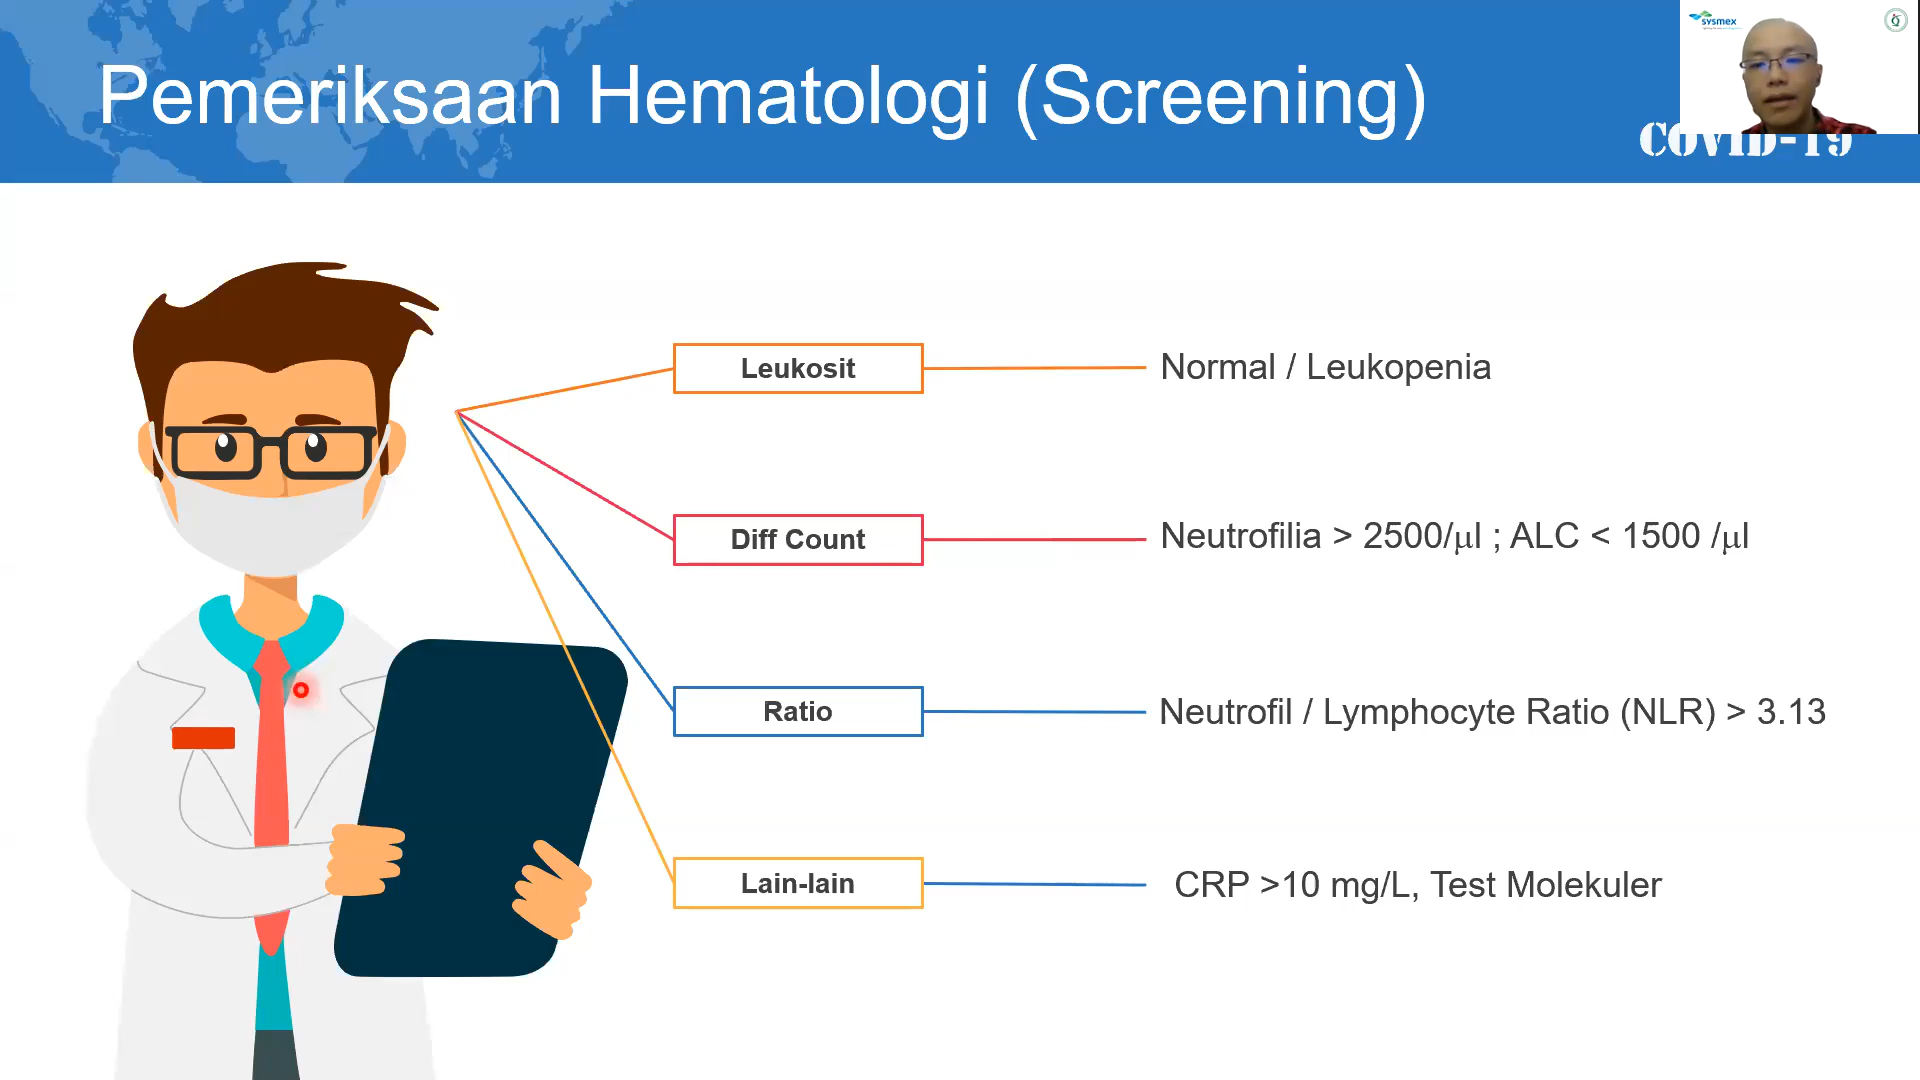 Pemeriksaan Hematologi (Screening)
sysmex
COVID-19
Leukosit
Normal / Leukopenia
Diff Count
Neutrofilia > 2500/μl ; ALC < 1500 /μl
Ratio
Neutrofil / Lymphocyte Ratio (NLR) > 3.13
Lain-lain
CRP >10 mg/L, Test Molekuler